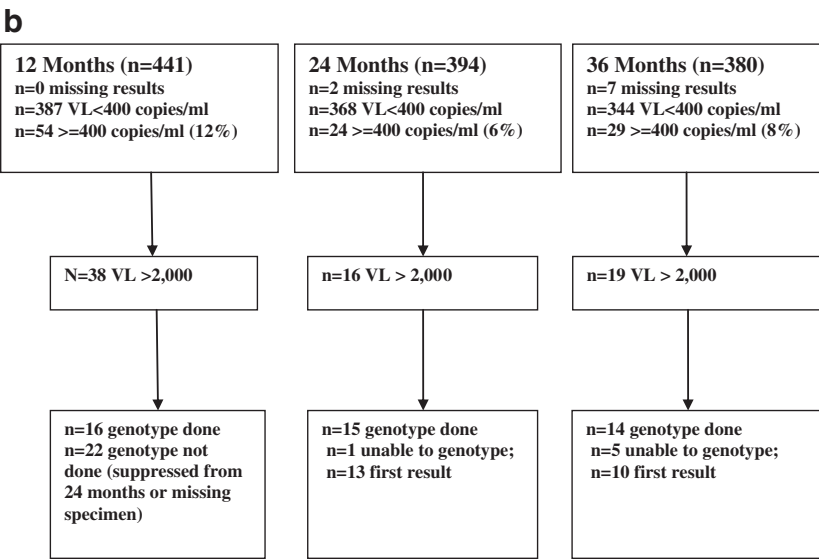 b
12 Months (n=441)
n=0 missing results
n=387 VL<400 copies/ml
n=54 >=400 copies/ml (12%)
24 Months (n=394)
n=2 missing results
n=368 VL<400 copies/ml
n=24 >=400 copies/ml (6%)
36 Months (n=380)
n=7 missing results
n=344 VL<400 copies/ml
n=29 >=400 copies/ml (8%)
N=38 VL >2,000
n=16 VL > 2,000
n=19 VL > 2,000
n=16 genotype done
n=22 genotype not
done (suppressed from
24 months or missing
specimen)
n=15 genotype done
n=1 unable to genotype;
n=13 first result
n=14 genotype done
n=5 unable to genotype;
n=10 first result